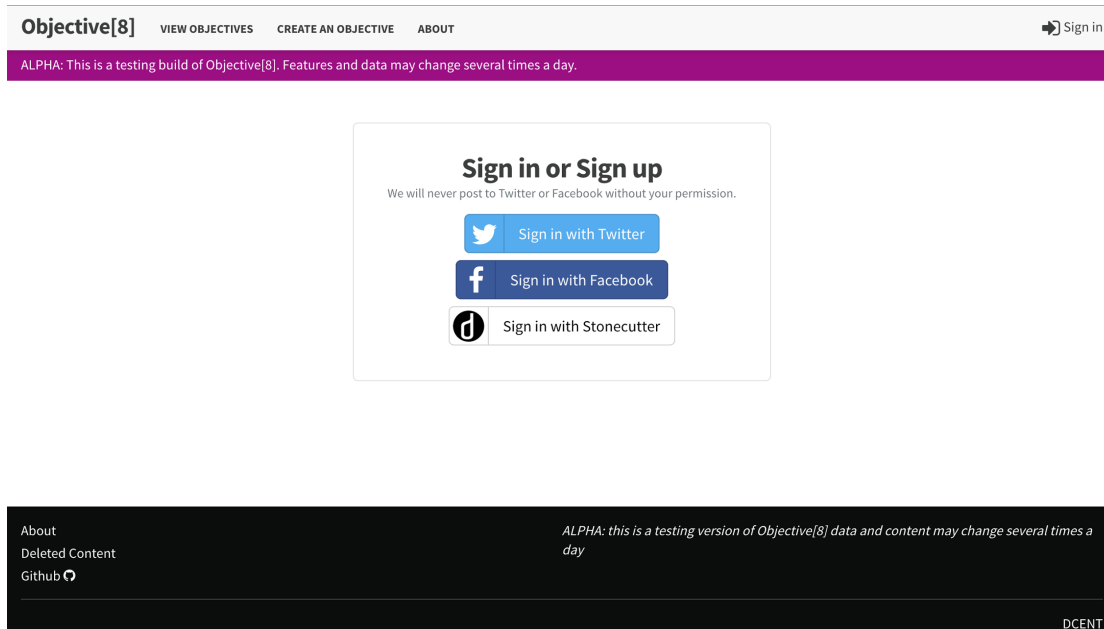 Objective[8] VIEW OBJECTIVES CREATE AN OBJECTIVE ABOUT Sign in
ALPHA: This is a testing build of Objective[8]. Features and data may change several times a day.
Sign in or Sign up
We will never post to Twitter or Facebook without your permission.
Sign in with Twitter
Sign in with Facebook
Sign in with Stonecutter
About
Deleted Content
Github
ALPHA: this is a testing version of Objective[8] data and content may change several times a
day
DCENT